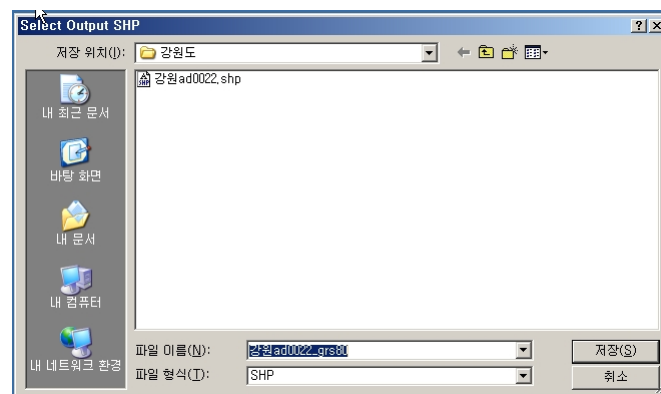 Select Output SHP
저장 위치(I):
강원도
강원ad0022.shp
내 최근 문서
바탕 화면
내 문서
내 컴퓨터
내 네트워크 환경
파일 이름(N):
강원ad0022_grs80
저장(S)
파일 형식(T):
SHP
취소